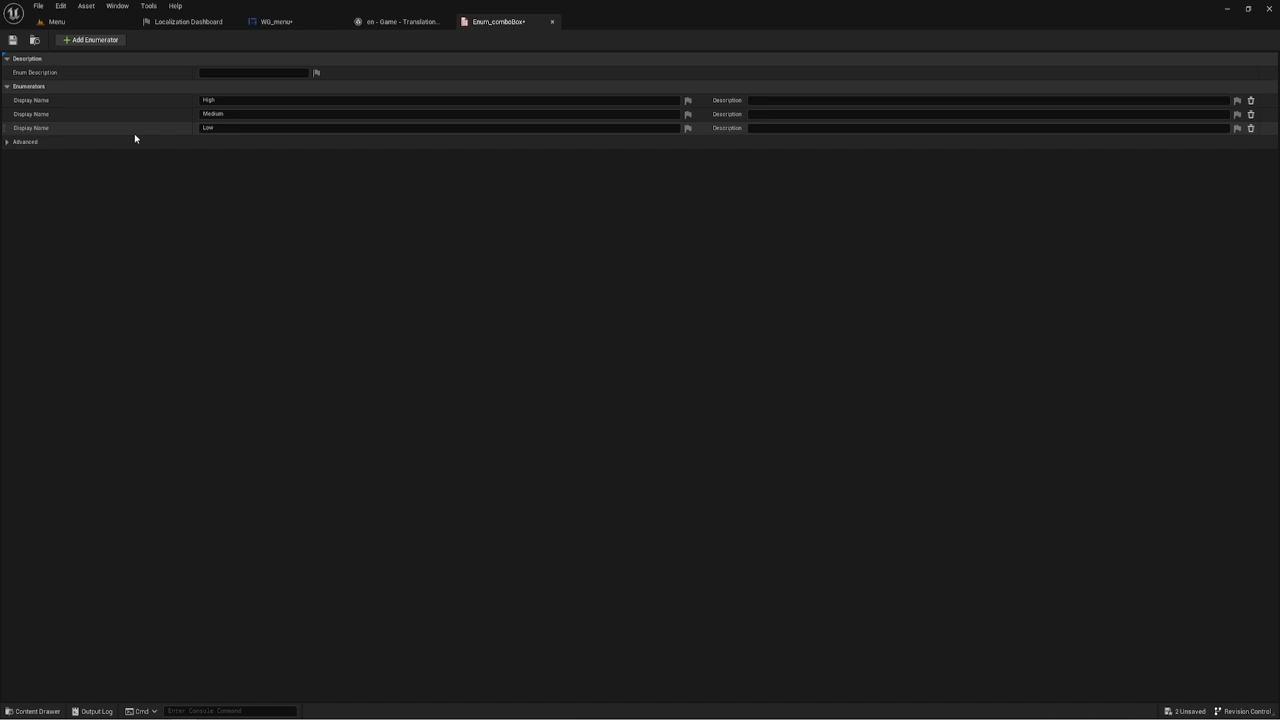 File Edit Asset Window Tools Help
Menu Localization Dashboard WG_menu• en - Game - Translation... Enum_comboBox•
Add Enumerator
Description
Enum Description
Enumerators
Display Name High Description
Display Name Medium Description
Display Name Low Description
Advanced
Content Drawer Output Log Cmd Enter Console Command 2 Unsaved Revision Control